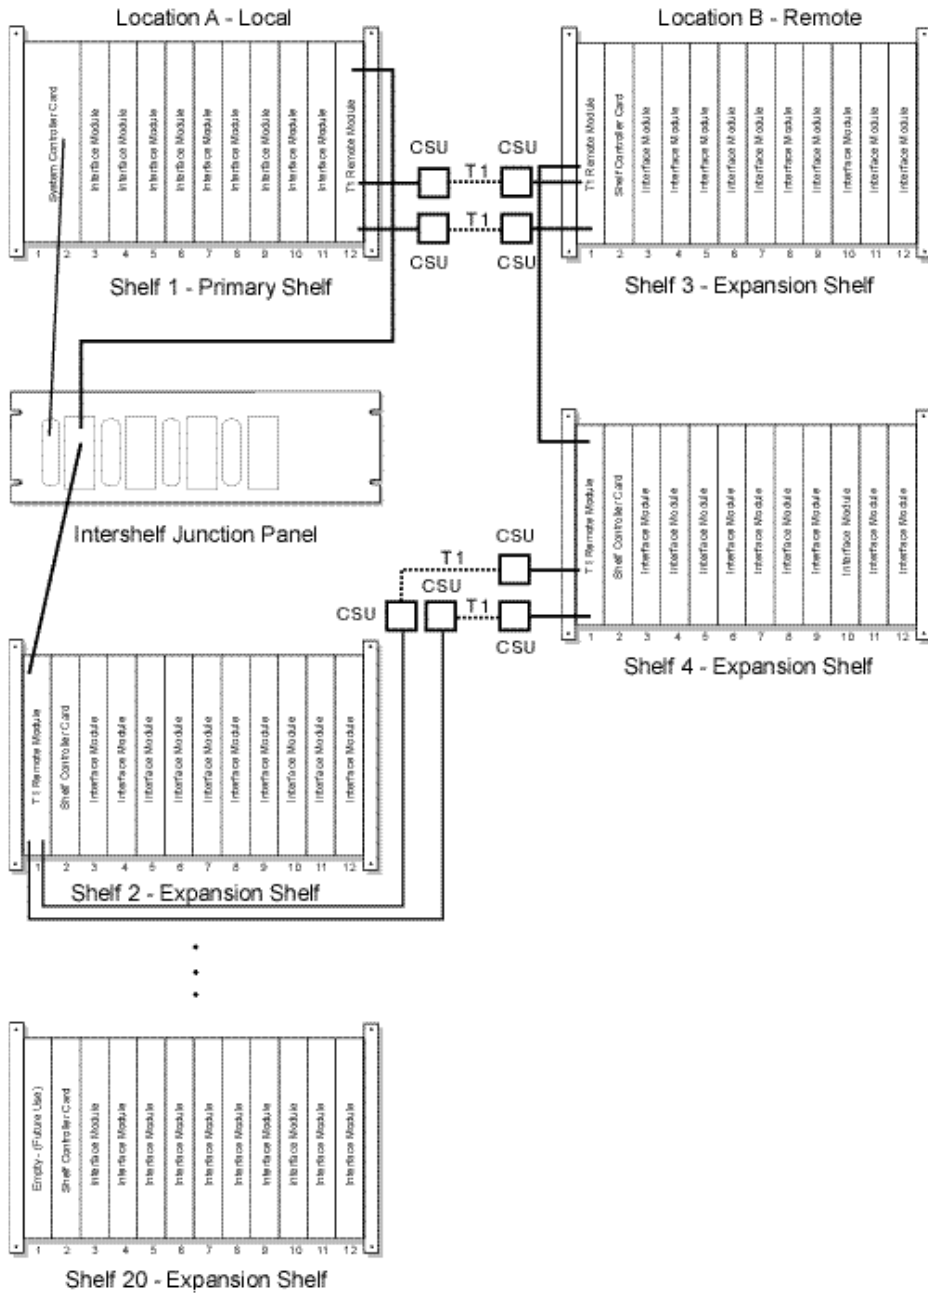 Location A - Local
System Controller Card
Interface Module
Interface Module
Interface Module
Interface Module
Interface Module
Interface Module
Interface Module
Interface Module
Interface Module
T1 Remote Module
1 2 3 4 5 6 7 8 9 10 11 12
Shelf 1 - Primary Shelf
CSU
T1
CSU
CSU
T1
CSU
Location B - Remote
T1 Remote Module
Shelf Controller Card
Interface Module
Interface Module
Interface Module
Interface Module
Interface Module
Interface Module
Interface Module
Interface Module
Interface Module
Interface Module
1 2 3 4 5 6 7 8 9 10 11 12
Shelf 3 - Expansion Shelf
Intershelf Junction Panel
T1 Remote Module
Shelf Controller Card
Interface Module
Interface Module
Interface Module
Interface Module
Interface Module
Interface Module
Interface Module
Interface Module
Interface Module
Interface Module
1 2 3 4 5 6 7 8 9 10 11 12
Shelf 4 - Expansion Shelf
CSU
T1
CSU
CSU
T1
CSU
T1 Remote Module
Shelf Controller Card
Interface Module
Interface Module
Interface Module
Interface Module
Interface Module
Interface Module
Interface Module
Interface Module
Interface Module
Interface Module
1 2 3 4 5 6 7 8 9 10 11 12
Shelf 2 - Expansion Shelf
Empty - (Future Use)
Shelf Controller Card
Interface Module
Interface Module
Interface Module
Interface Module
Interface Module
Interface Module
Interface Module
Interface Module
Interface Module
Interface Module
1 2 3 4 5 6 7 8 9 10 11 12
Shelf 20 - Expansion Shelf